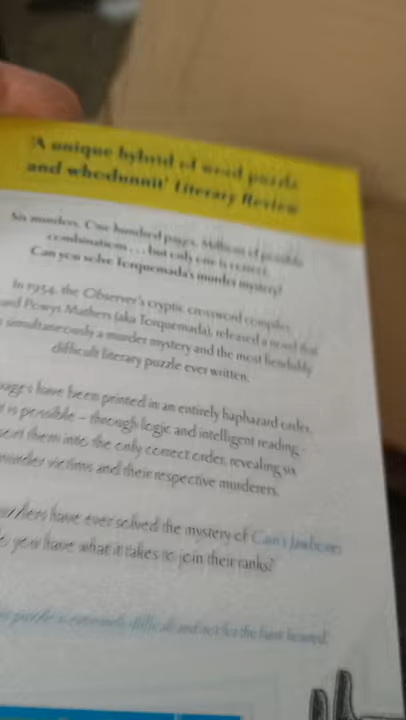 'A unique hybrid of word puzzle
and whodunnit' Literary Review
Six murders. One hundred pages. Millions of possible
combinations . . . but only one is correct.
Can you solve Torquemada's murder mystery?
In 1934, the Observer's cryptic crossword compiler,
Powys Mathers (aka Torquemada), released a novel that
simultaneously a murder mystery and the most fiendishly
difficult literary puzzle ever written.
pages have been printed in an entirely haphazard order,
it is possible – through logic and intelligent reading –
sort them into the only correct order, revealing six
murder victims and their respective murderers.
have ever solved the mystery of Cain's Jawbone:
you have what it takes to join their ranks?
puzzle is extremely difficult and not for the faint-hearted.